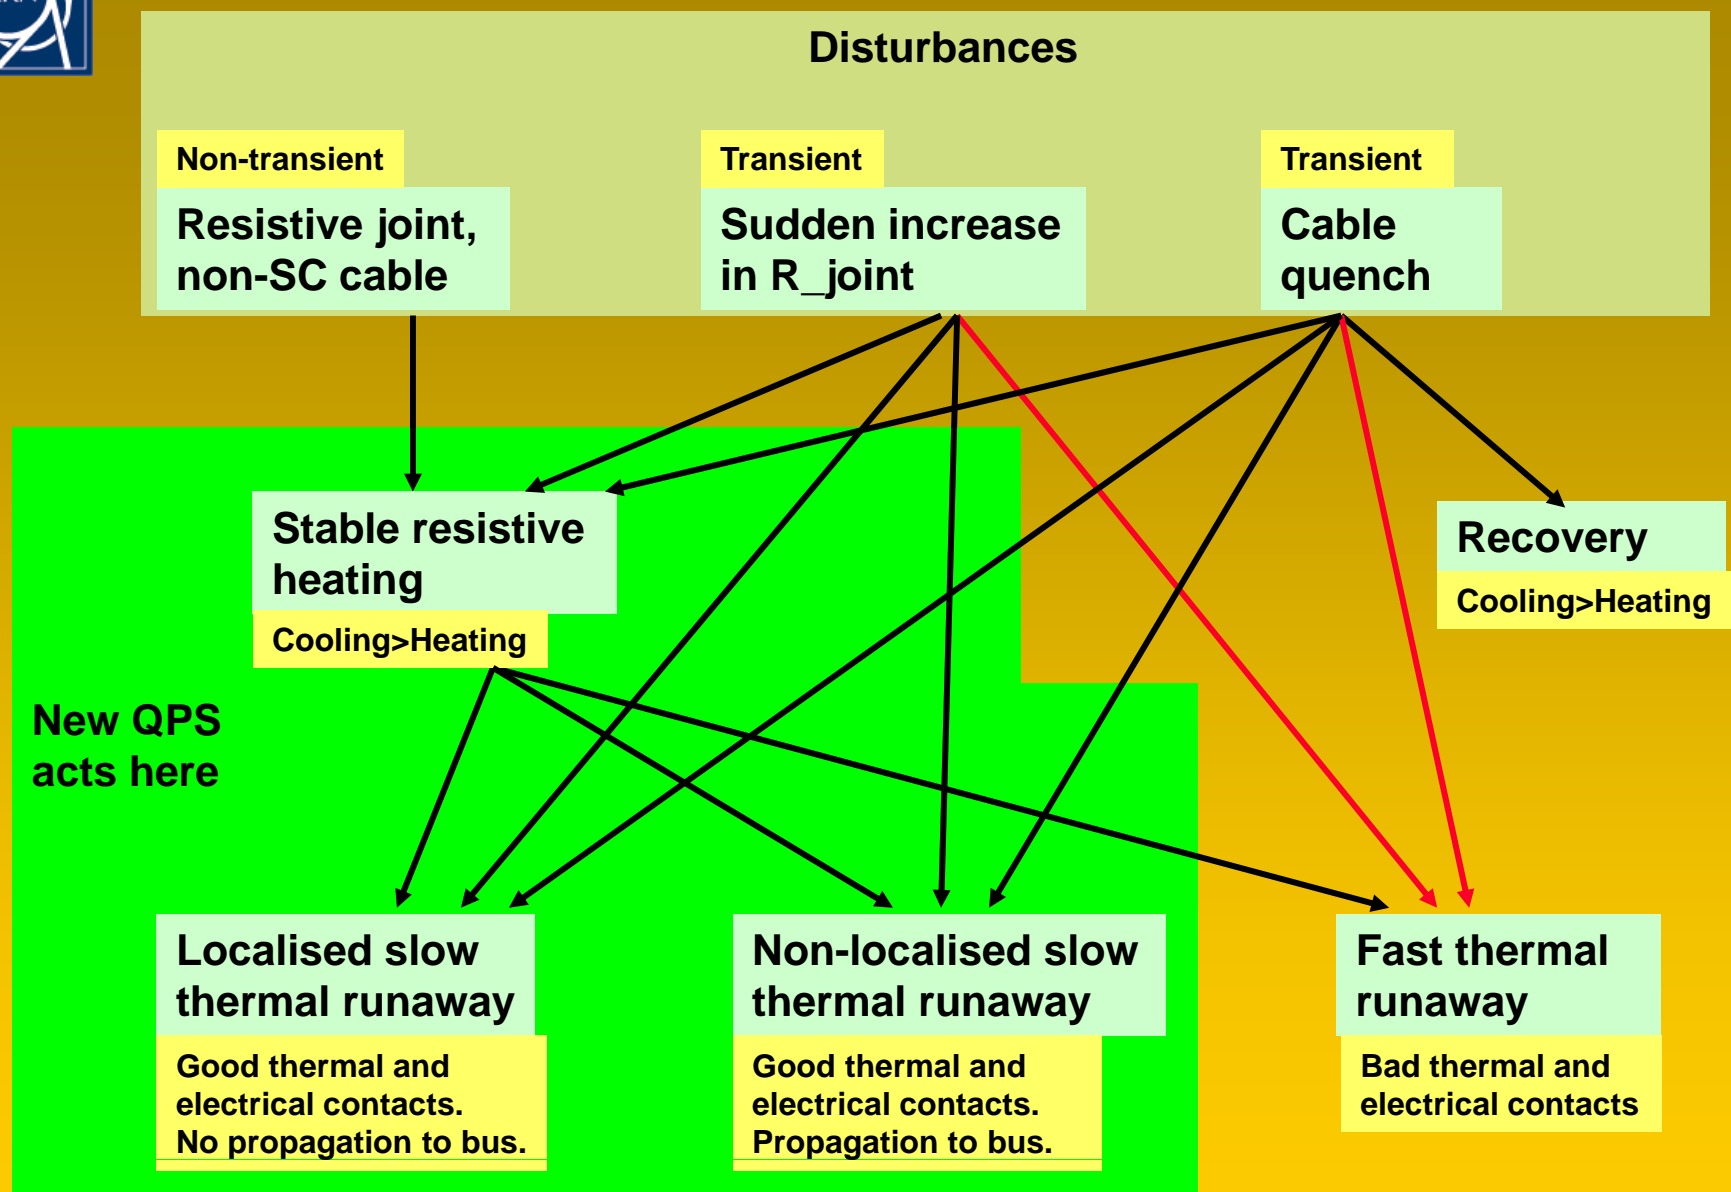 Disturbances
Non-transient
Resistive joint,
non-SC cable
Transient
Sudden increase
in R_joint
Transient
Cable
quench
Stable resistive
heating
Cooling>Heating
Recovery
Cooling>Heating
New QPS
acts here
Localised slow
thermal runaway
Good thermal and
electrical contacts.
No propagation to bus.
Non-localised slow
thermal runaway
Good thermal and
electrical contacts.
Propagation to bus.
Fast thermal
runaway
Bad thermal and
electrical contacts